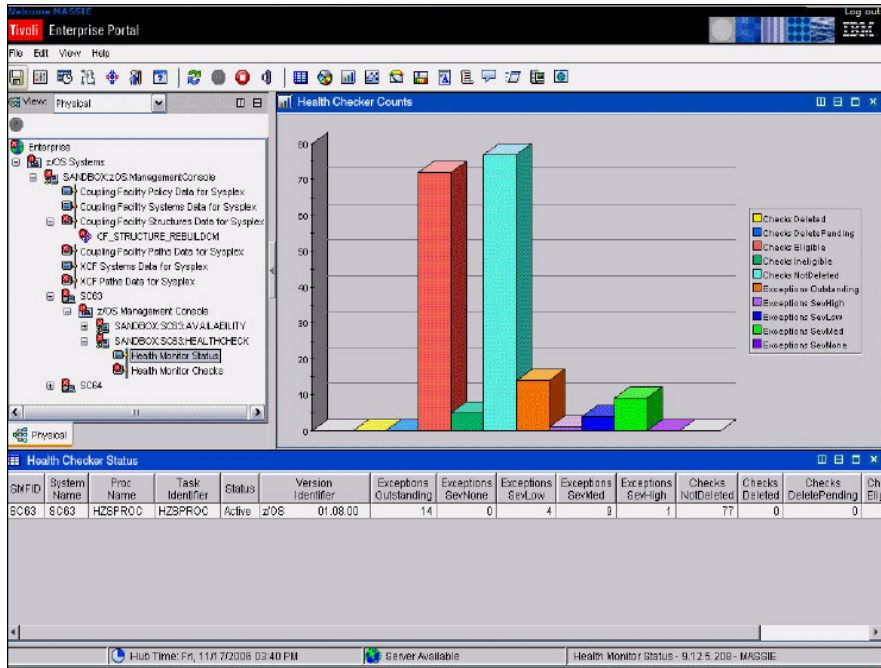 Welcome MASSIE
Log out
Tivoli Enterprise Portal
IBM
File Edit View Help
View: Physical
Enterprise
z/OS Systems
SANDBOX:zOS:ManagementConsole
Coupling Facility Policy Data for Sysplex
Coupling Facility Systems Data for Sysplex
Coupling Facility Structures Data for Sysplex
CF_STRUCTURE_REBUILDCM
Coupling Facility Paths Data for Sysplex
XCF Systems Data for Sysplex
XCF Paths Data for Sysplex
SC63
z/OS Management Console
SANDBOX:SC63:AVAILABILITY
SANDBOX:SC63:HEALTHCHECK
Health Monitor Status
Health Monitor Checks
SC64
Physical
Health Checker Counts
80
70
60
50
40
30
20
10
0
Checks Deleted
Checks DeletePending
Checks Eligible
Checks Ineligible
Checks NotDeleted
Exceptions Outstanding
Exceptions SevHigh
Exceptions SevLow
Exceptions SevMed
Exceptions SevNone
Health Checker Status
SMFID System Name Proc Name Task Identifier Status Version Identifier Exceptions Outstanding Exceptions SevNone Exceptions SevLow Exceptions SevMed Exceptions SevHigh Checks NotDeleted Checks Deleted Checks DeletePending Ch Elig
SC63 SC63 HZSPROC HZSPROC Active z/OS 01.08.00 14 0 4 9 1 77 0 0
Hub Time: Fri, 11/17/2006 03:40 PM
Server Available
Health Monitor Status - 9.12.5.208 - MASSIE